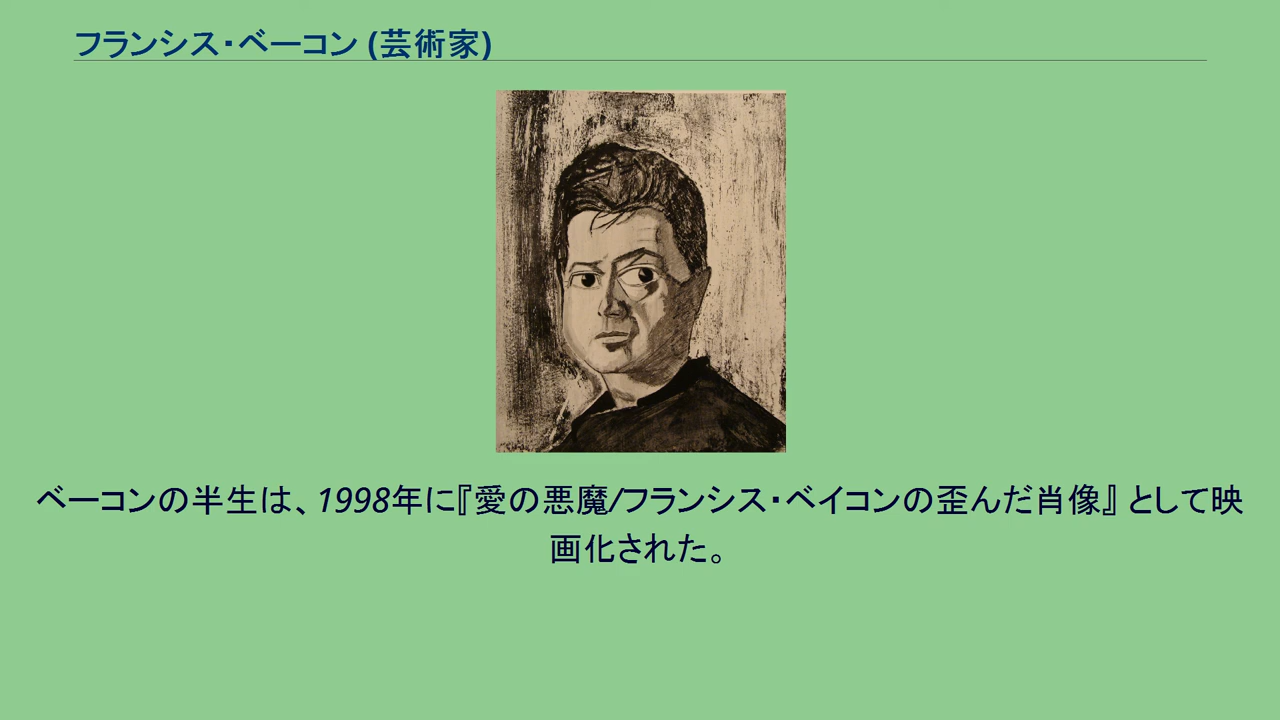 フランシス・ベーコン (芸術家)
ベーコンの半生は、1998年に『愛の悪魔/フランシス・ベイコンの歪んだ肖像』 として映
画化された。